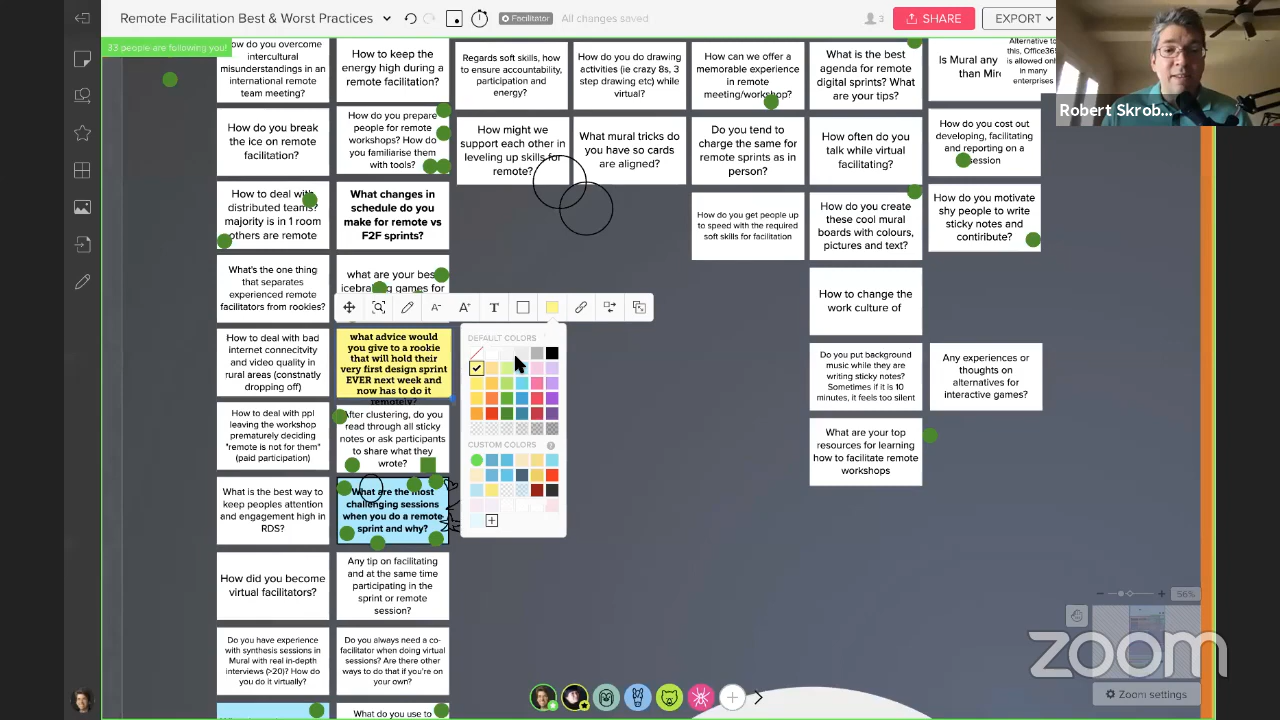 Remote Facilitation Best & Worst Practices
Facilitator
All changes saved
3
SHARE
EXPORT
33 people are following you!
How do you overcome
intercultural
misunderstandings in an
international remote
team meeting?
How to keep the
energy high during a
remote facilitation?
Regards soft skills, how
to ensure accountability,
participation and
energy?
How do you do drawing
activities (ie crazy 8s, 3
step drawing etc) while
virtual?
How can we offer a
memorable experience
in remote
meeting/workshop?
What is the best
agenda for remote
digital sprints? What
are your tips?
Is Mural any
than Miro
Alternative to
this, Office365
is allowed only
in many
enterprises
Robert Skrob...
How do you break
the ice on remote
facilitation?
How do you prepare
people for remote
workshops? How do
you familiarise them
with tools?
How might we
support each other in
leveling up skills for
remote?
What mural tricks do
you have so cards
are aligned?
Do you tend to
charge the same for
remote sprints as in
person?
How often do you
talk while virtual
facilitating?
How do you cost out
developing, facilitating
and reporting on a
session
How to deal with
distributed teams?
majority is in 1 room
others are remote
What changes in
schedule do you
make for remote vs
F2F sprints?
How do you get people up
to speed with the required
soft skills for facilitation
How do you create
these cool mural
boards with colours,
pictures and text?
How do you motivate
shy people to write
sticky notes and
contiribute?
What's the one thing
that separates
experienced remote
facilitators from rookies?
what are your best
icebraking games for
How to change the
work culture of
A-
A+
T
DEFAULT COLORS
CUSTOM COLORS
?
+
How to deal with bad
internet connecitvity
and video quality in
rural areas (constnatly
dropping off)
what advice would
you give to a rookie
that will hold their
very first design sprint
EVER next week and
now has to do it
remotely?
Do you put background
music while they are
writing sticky notes?
Sometimes if it is 10
minutes, it feels too silent
Any experiences or
thoughts on
alternatives for
interactive games?
How to deal with ppl
leaving the workshop
prematurely deciding
"remote is not for them"
(paid participation)
After clustering, do you
read through all sticky
notes or ask participants
to share what they
wrote?
What are your top
resources for learning
how to facilitate remote
workshops
What is the best way to
keep peoples attention
and engagement high in
RDS?
What are the most
challenging sessions
when you do a remote
sprint and why?
How did you become
virtual facilitators?
Any tip on facilitating
and at the same time
participating in the
sprint or remote
session?
56%
Do you have experience
with synthesis sessions in
Mural with real in-depth
interviews (>20)? How do
you do it virtually?
Do you always need a co-
facilitator when doing virtual
sessions? Are there other
ways to do that if you're on
your own?
zoom
Zoom settings
What do you use to